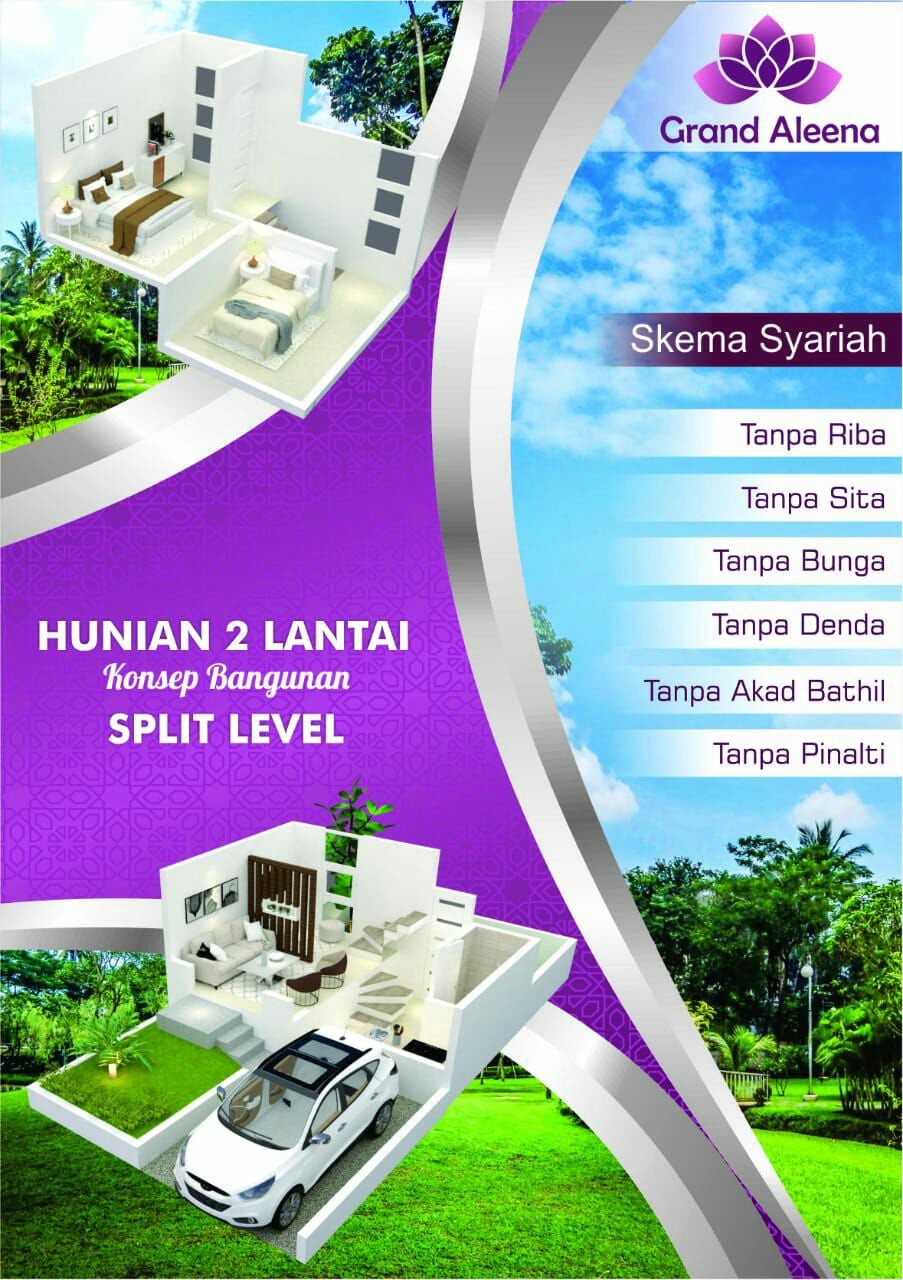 Grand Aleena
Skema Syariah
Tanpa Riba
Tanpa Sita
Tanpa Bunga
Tanpa Denda
Tanpa Akad Bathil
Tanpa Pinalti
HUNIAN 2 LANTAI
Konsep Bangunan
SPLIT LEVEL